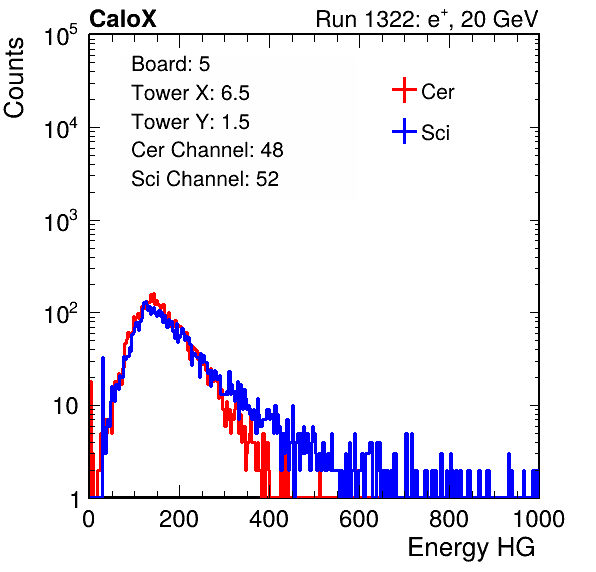 CaloX Run 1322: e⁺, 20 GeV
Counts
Board: 5
Tower X: 6.5
Tower Y: 1.5
Cer Channel: 48
Sci Channel: 52
Cer
Sci
10⁵
10⁴
10³
10²
10
1
0 200 400 600 800 1000
Energy HG